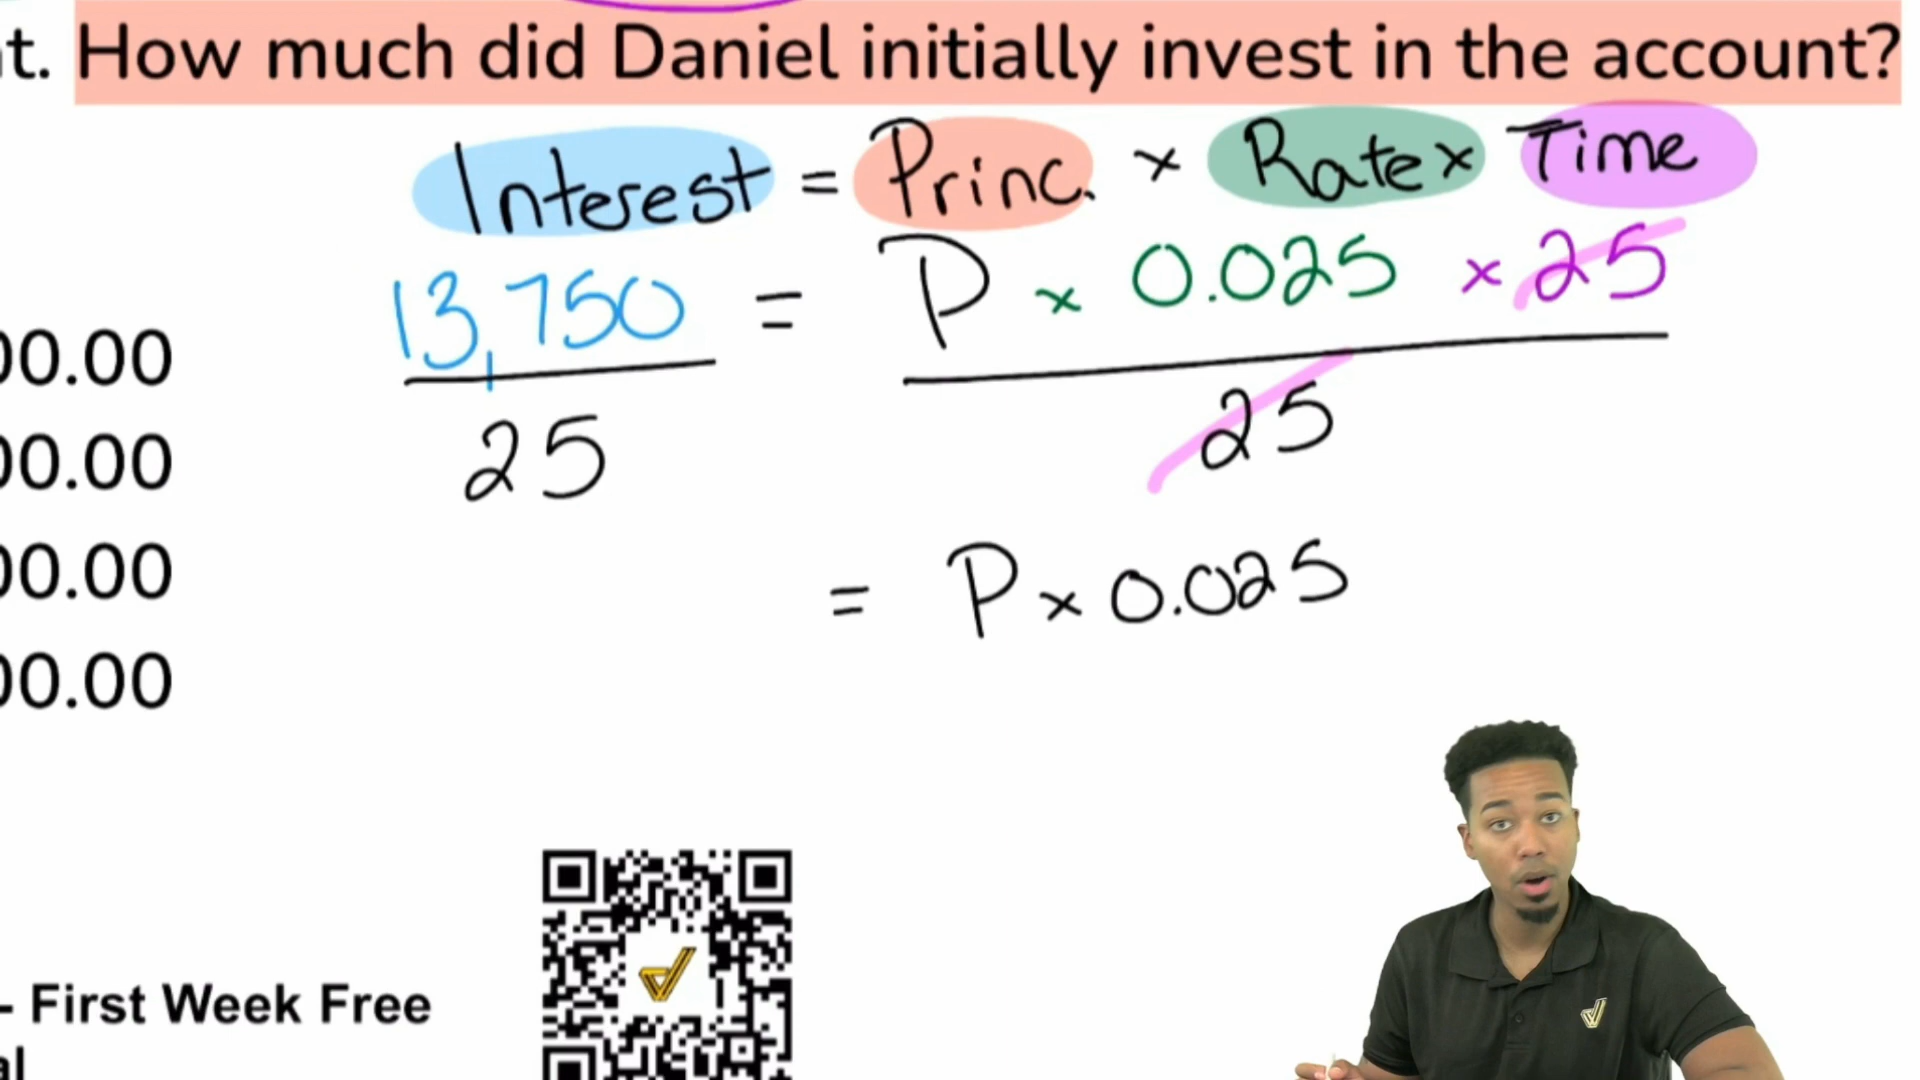 t. How much did Daniel initially invest in the account?
Interest = Princ. × Rate × Time
13,750 = P × 0.025 × 25
25 25
= P × 0.025
00.00
00.00
00.00
00.00
- First Week Free
al